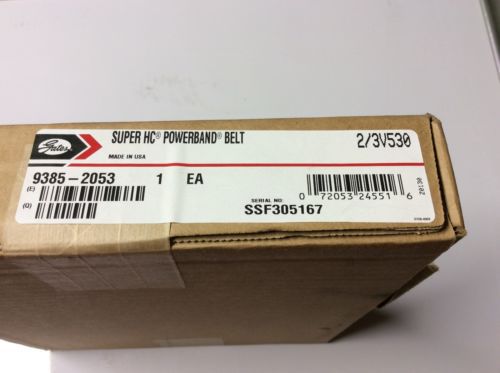 Gates
SUPER HC® POWERBAND® BELT
2/3V530
MADE IN USA
9385-2053 1 EA
(E)
(Q)
SERIAL NO:
SSF305167
0 72053 24551 6
Z0130